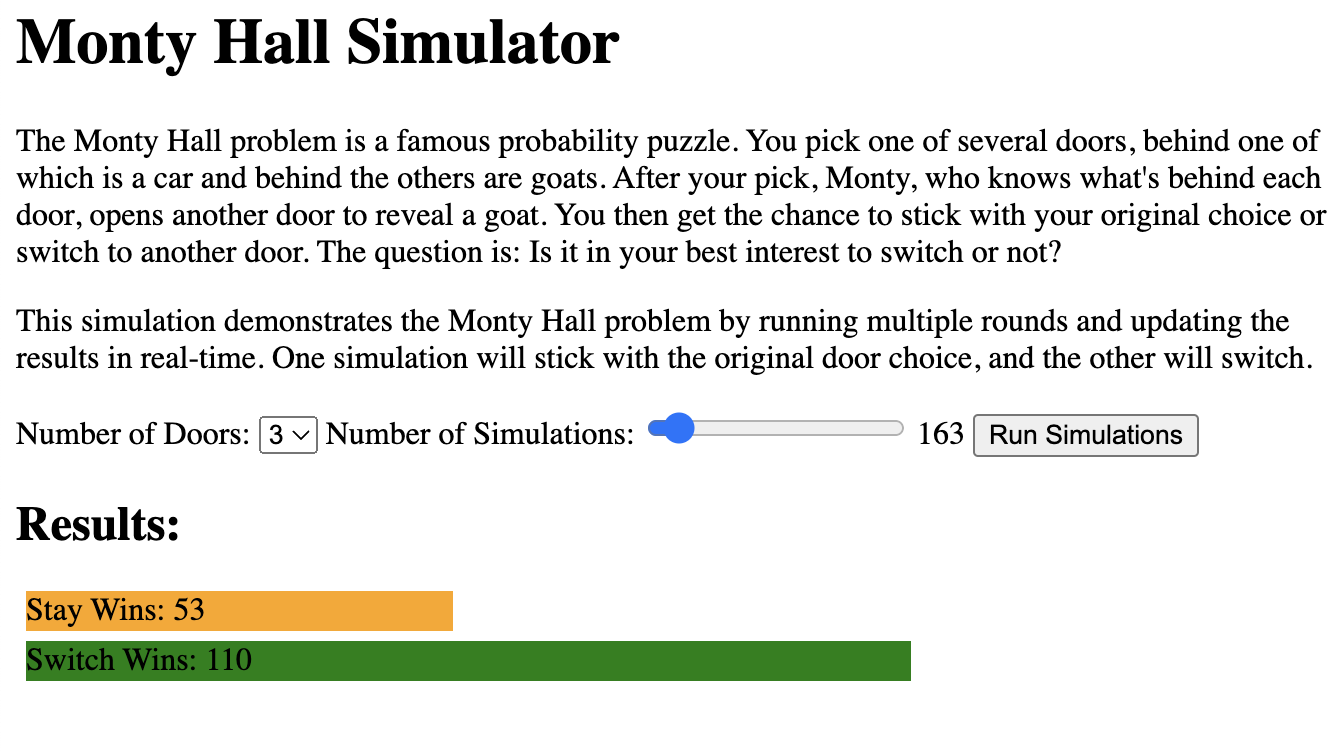 Monty Hall Simulator
The Monty Hall problem is a famous probability puzzle. You pick one of several doors, behind one of
which is a car and behind the others are goats. After your pick, Monty, who knows what's behind each
door, opens another door to reveal a goat. You then get the chance to stick with your original choice or
switch to another door. The question is: Is it in your best interest to switch or not?
This simulation demonstrates the Monty Hall problem by running multiple rounds and updating the
results in real-time. One simulation will stick with the original door choice, and the other will switch.
Number of Doors: 3 Number of Simulations: 163 Run Simulations
Results:
Stay Wins: 53
Switch Wins: 110